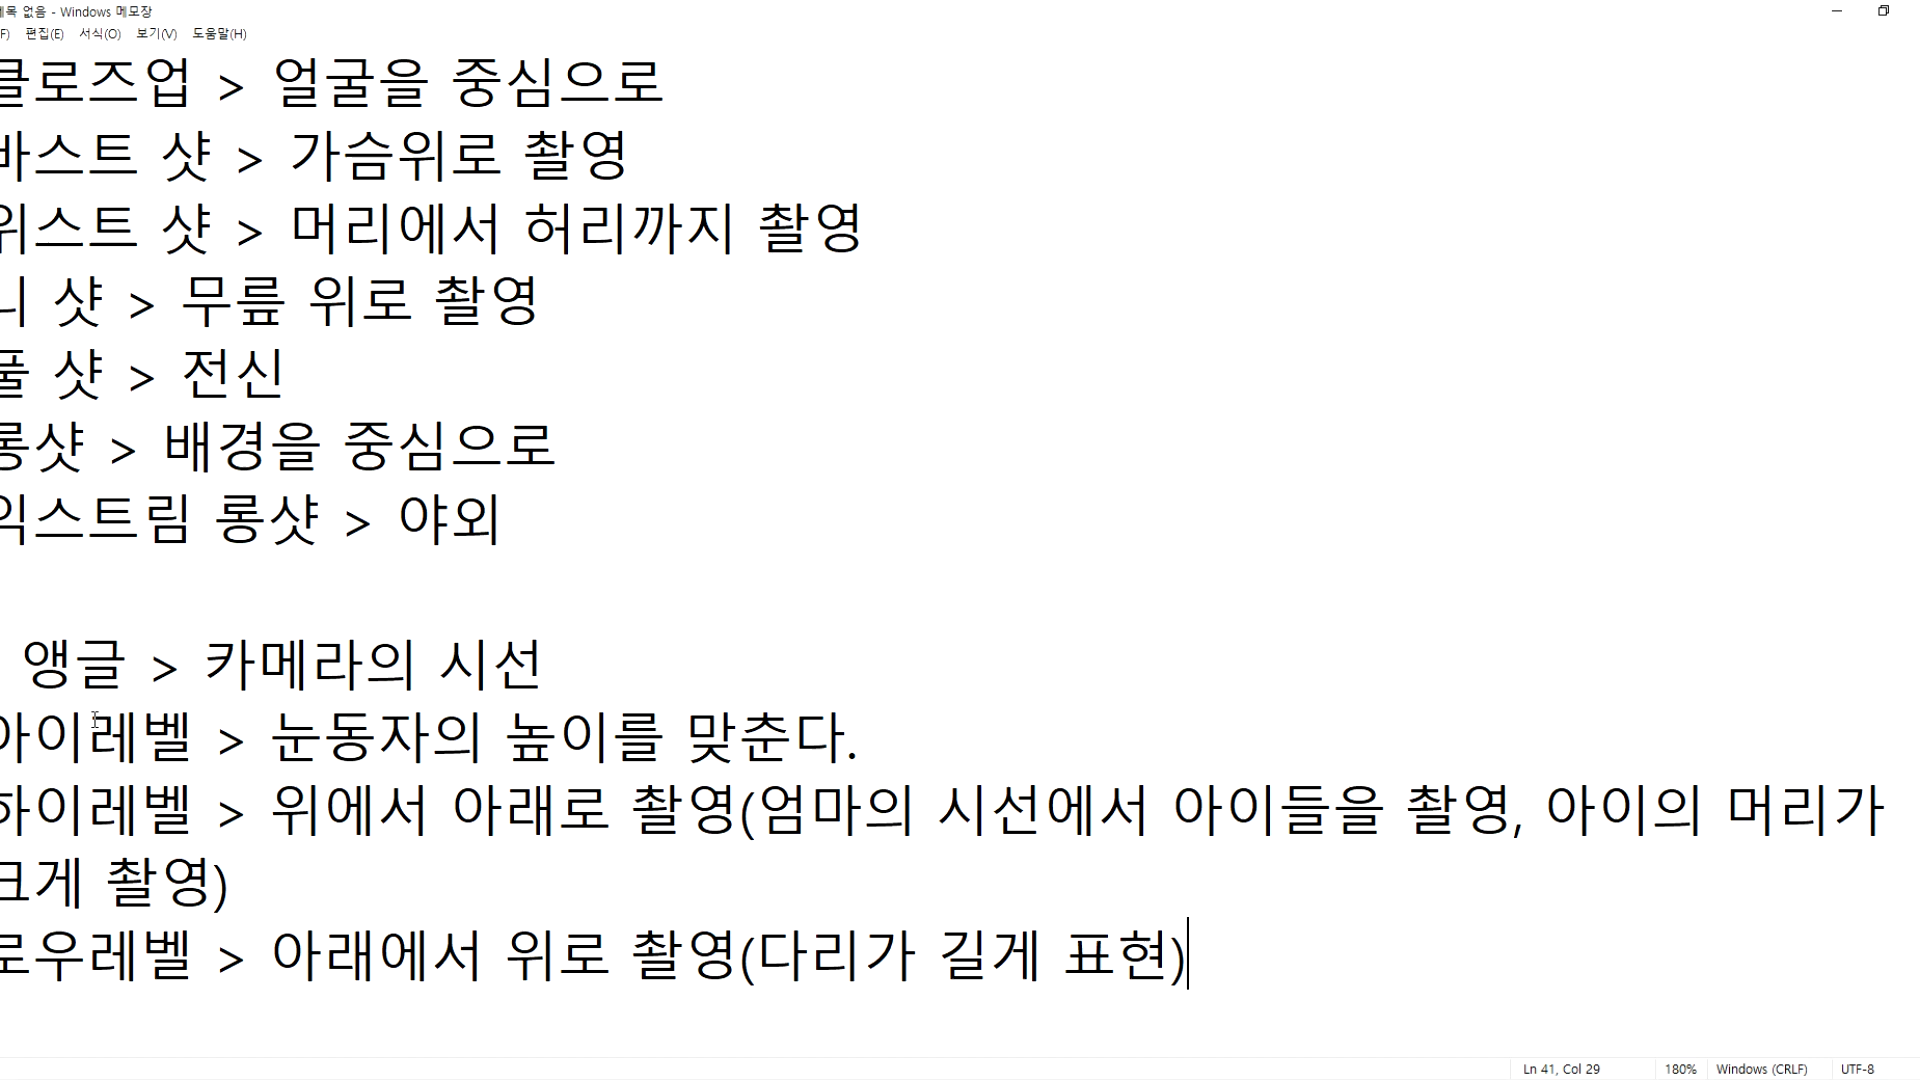 제목 없음 - Windows 메모장
(F) 편집(E) 서식(O) 보기(V) 도움말(H)
클로즈업 > 얼굴을 중심으로
바스트 샷 > 가슴위로 촬영
위스트 샷 > 머리에서 허리까지 촬영
니 샷 > 무릎 위로 촬영
풀 샷 > 전신
롱샷 > 배경을 중심으로
익스트림 롱샷 > 야외
앵글 > 카메라의 시선
아이레벨 > 눈동자의 높이를 맞춘다.
하이레벨 > 위에서 아래로 촬영(엄마의 시선에서 아이들을 촬영, 아이의 머리가
크게 촬영)
로우레벨 > 아래에서 위로 촬영(다리가 길게 표현)
Ln 41, Col 29 180% Windows (CRLF) UTF-8